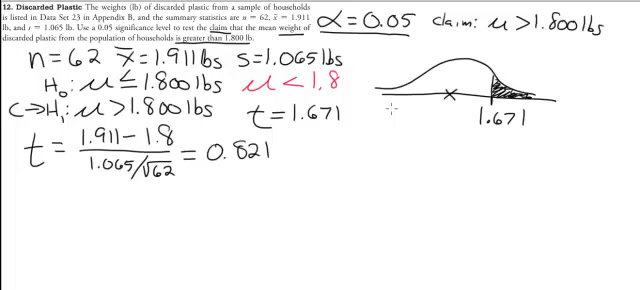 12. Discarded Plastic The weights (lb) of discarded plastic from a sample of households
is listed in Data Set 23 in Appendix B, and the summary statistics are n = 62, x̄ = 1.911
lb, and s = 1.065 lb. Use a 0.05 significance level to test the claim that the mean weight of
discarded plastic from the population of households is greater than 1.800 lb.
α = 0.05 claim: μ > 1.800 lbs
n = 62 x̄ = 1.911 lbs s = 1.065 lbs
H₀: μ ≤ 1.800 lbs μ < 1.8
C ⇒ H₁: μ > 1.800 lbs t = 1.671
1.671
t = 1.911 − 1.8 / 1.065/√62 = 0.821